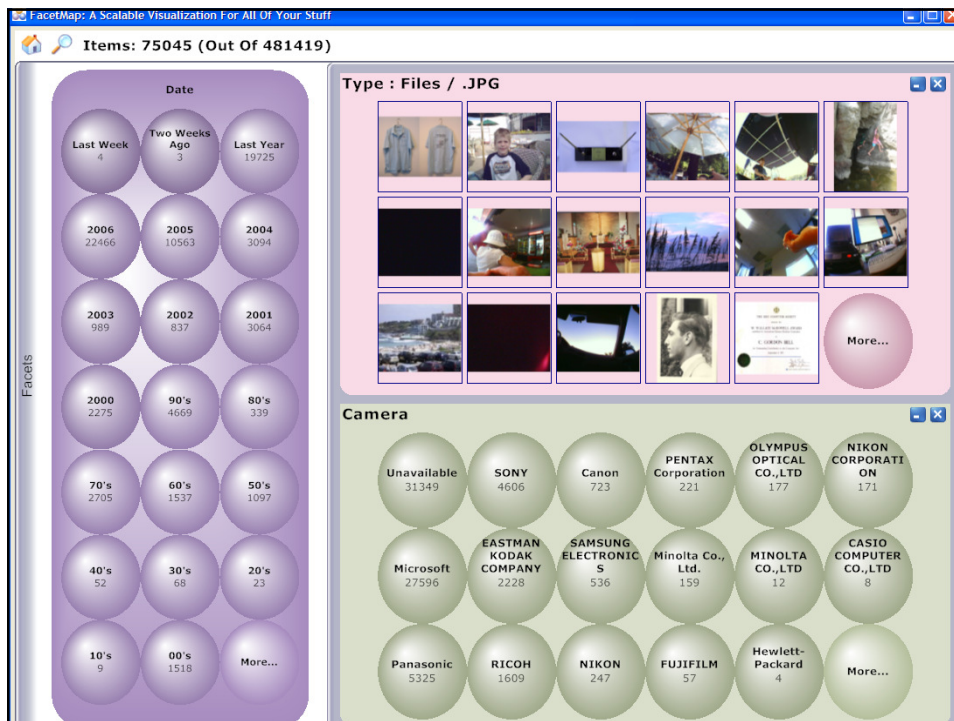 FacetMap: A Scalable Visualization For All Of Your Stuff
Items: 75045 (Out Of 481419)
Facets
Date
Last Week
4
Two Weeks
Ago
3
Last Year
19725
2006
22466
2005
10563
2004
3094
2003
989
2002
837
2001
3064
2000
2275
90's
4669
80's
339
70's
2705
60's
1537
50's
1097
40's
52
30's
68
20's
23
10's
9
00's
1518
More...
Type : Files / .JPG
C. GORDON BELL
More...
Camera
Unavailable
31349
SONY
4606
Canon
723
PENTAX
Corporation
221
OLYMPUS
OPTICAL
CO.,LTD
177
NIKON
CORPORATI
ON
171
Microsoft
27596
EASTMAN
KODAK
COMPANY
2228
SAMSUNG
ELECTRONIC
S
536
Minolta Co.,
Ltd.
159
MINOLTA
CO.,LTD
12
CASIO
COMPUTER
CO.,LTD
8
Panasonic
5325
RICOH
1609
NIKON
247
FUJIFILM
57
Hewlett-
Packard
4
More...